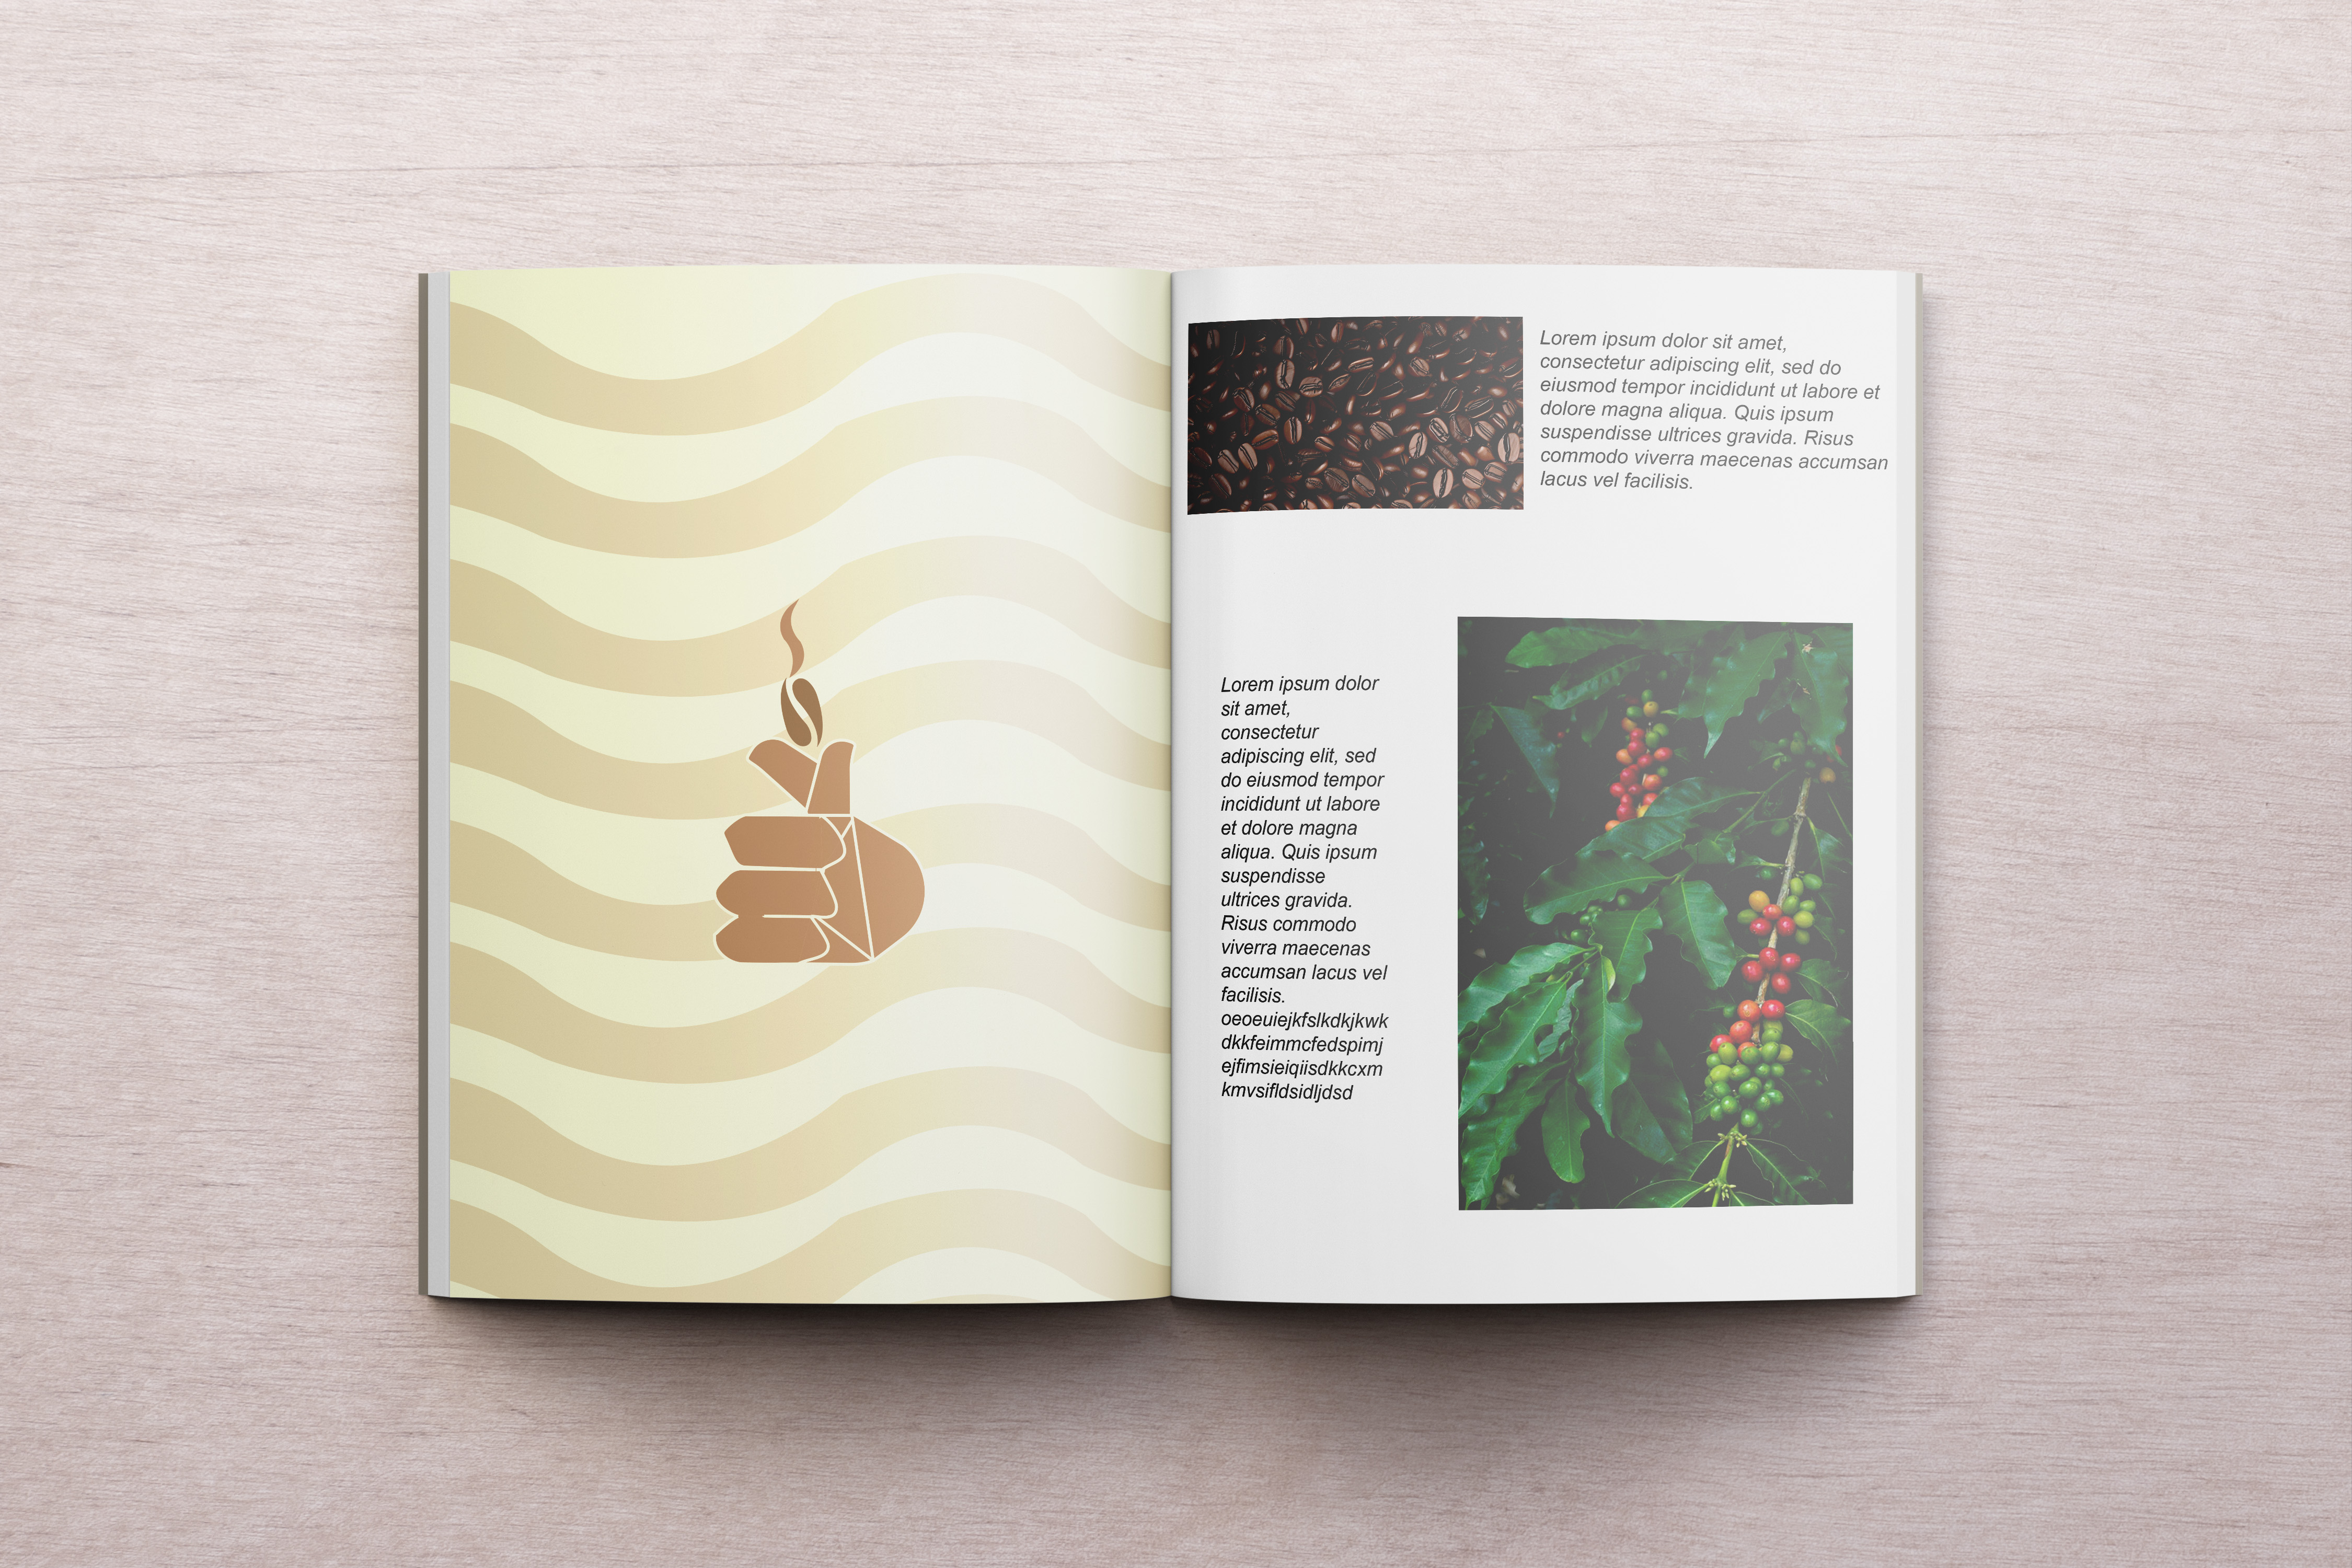 Lorem ipsum dolor sit amet,
consectetur adipiscing elit, sed do
eiusmod tempor incididunt ut labore et
dolore magna aliqua. Quis ipsum
suspendisse ultrices gravida. Risus
commodo viverra maecenas accumsan
lacus vel facilisis.
Lorem ipsum dolor
sit amet,
consectetur
adipiscing elit, sed
do eiusmod tempor
incididunt ut labore
et dolore magna
aliqua. Quis ipsum
suspendisse
ultrices gravida.
Risus commodo
viverra maecenas
accumsan lacus vel
facilisis.
oeoeuiejkfslkdkjkwk
dkkfeimmcfedspimj
ejfimsieiqiisdkkcxm
kmvsifldsidljdsd